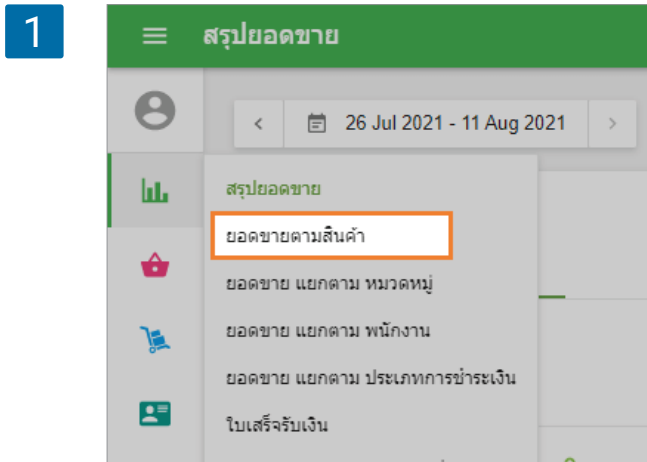 1
สรุปยอดขาย
26 Jul 2021 - 11 Aug 2021
สรุปยอดขาย
ยอดขายตามสินค้า
ยอดขาย แยกตาม หมวดหมู่
ยอดขาย แยกตาม พนักงาน
ยอดขาย แยกตาม ประเภทการชำระเงิน
ใบเสร็จรับเงิน